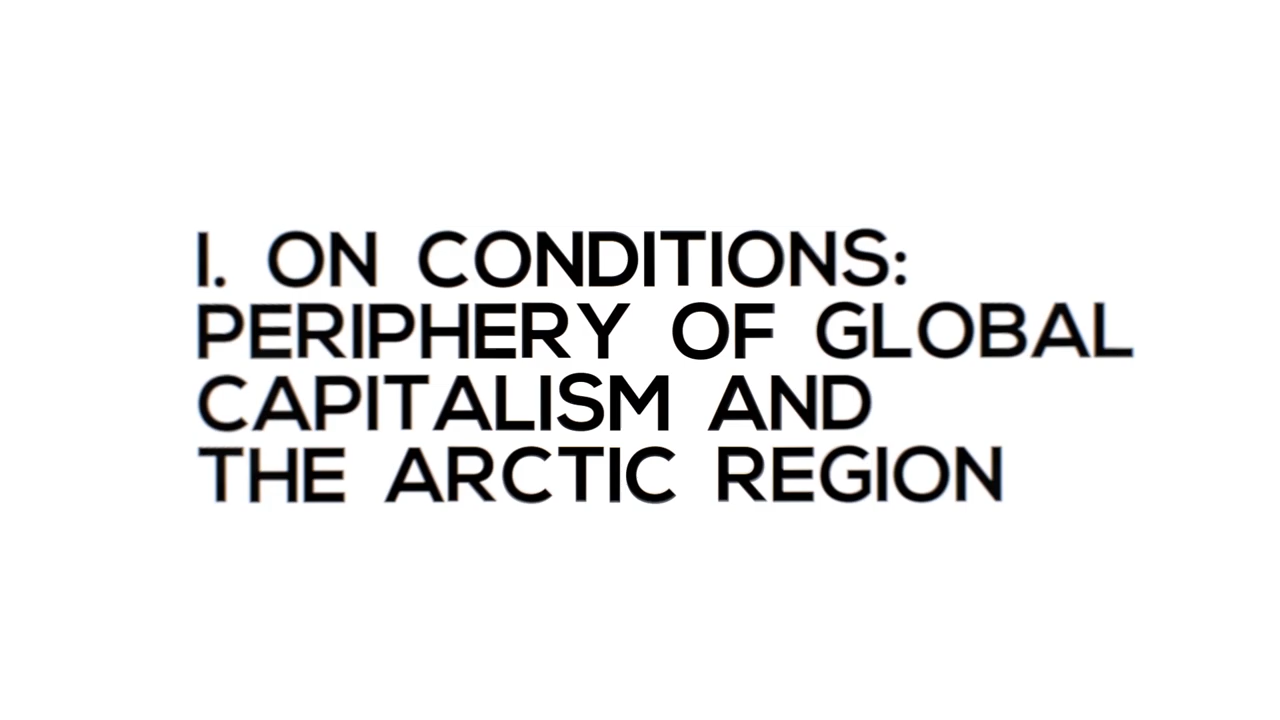 I. ON CONDITIONS:
PERIPHERY OF GLOBAL
CAPITALISM AND
THE ARCTIC REGION